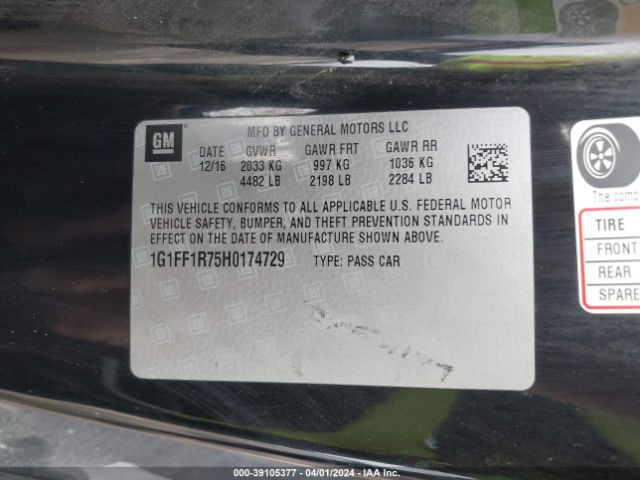 GM
MFD BY GENERAL MOTORS LLC
DATE GVWR GAWR FRT GAWR RR
12/16 2033 KG 997 KG 1036 KG
4482 LB 2198 LB 2284 LB
THIS VEHICLE CONFORMS TO ALL APPLICABLE U.S. FEDERAL MOTOR
VEHICLE SAFETY, BUMPER, AND THEFT PREVENTION STANDARDS IN
EFFECT ON THE DATE OF MANUFACTURE SHOWN ABOVE.
1G1FF1R75H0174729 TYPE: PASS CAR
The
TIRE
FRONT
REAR
SPARE
000-39105377 - 04/01/2024 - IAA Inc.